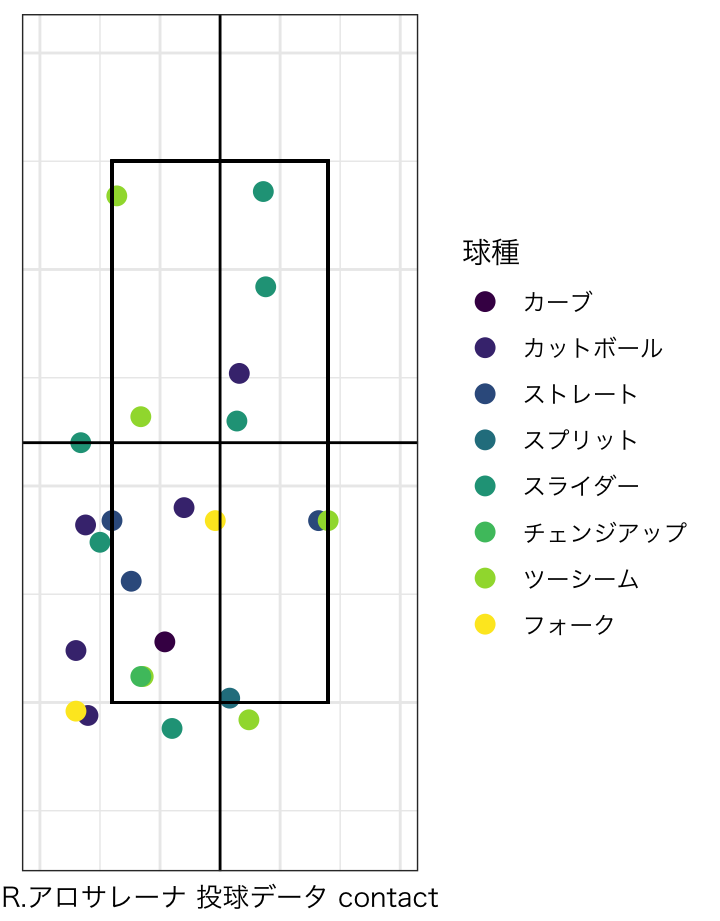 球種
カーブ
カットボール
ストレート
スプリット
スライダー
チェンジアップ
ツーシーム
フォーク
R.アロサレーナ 投球データ contact